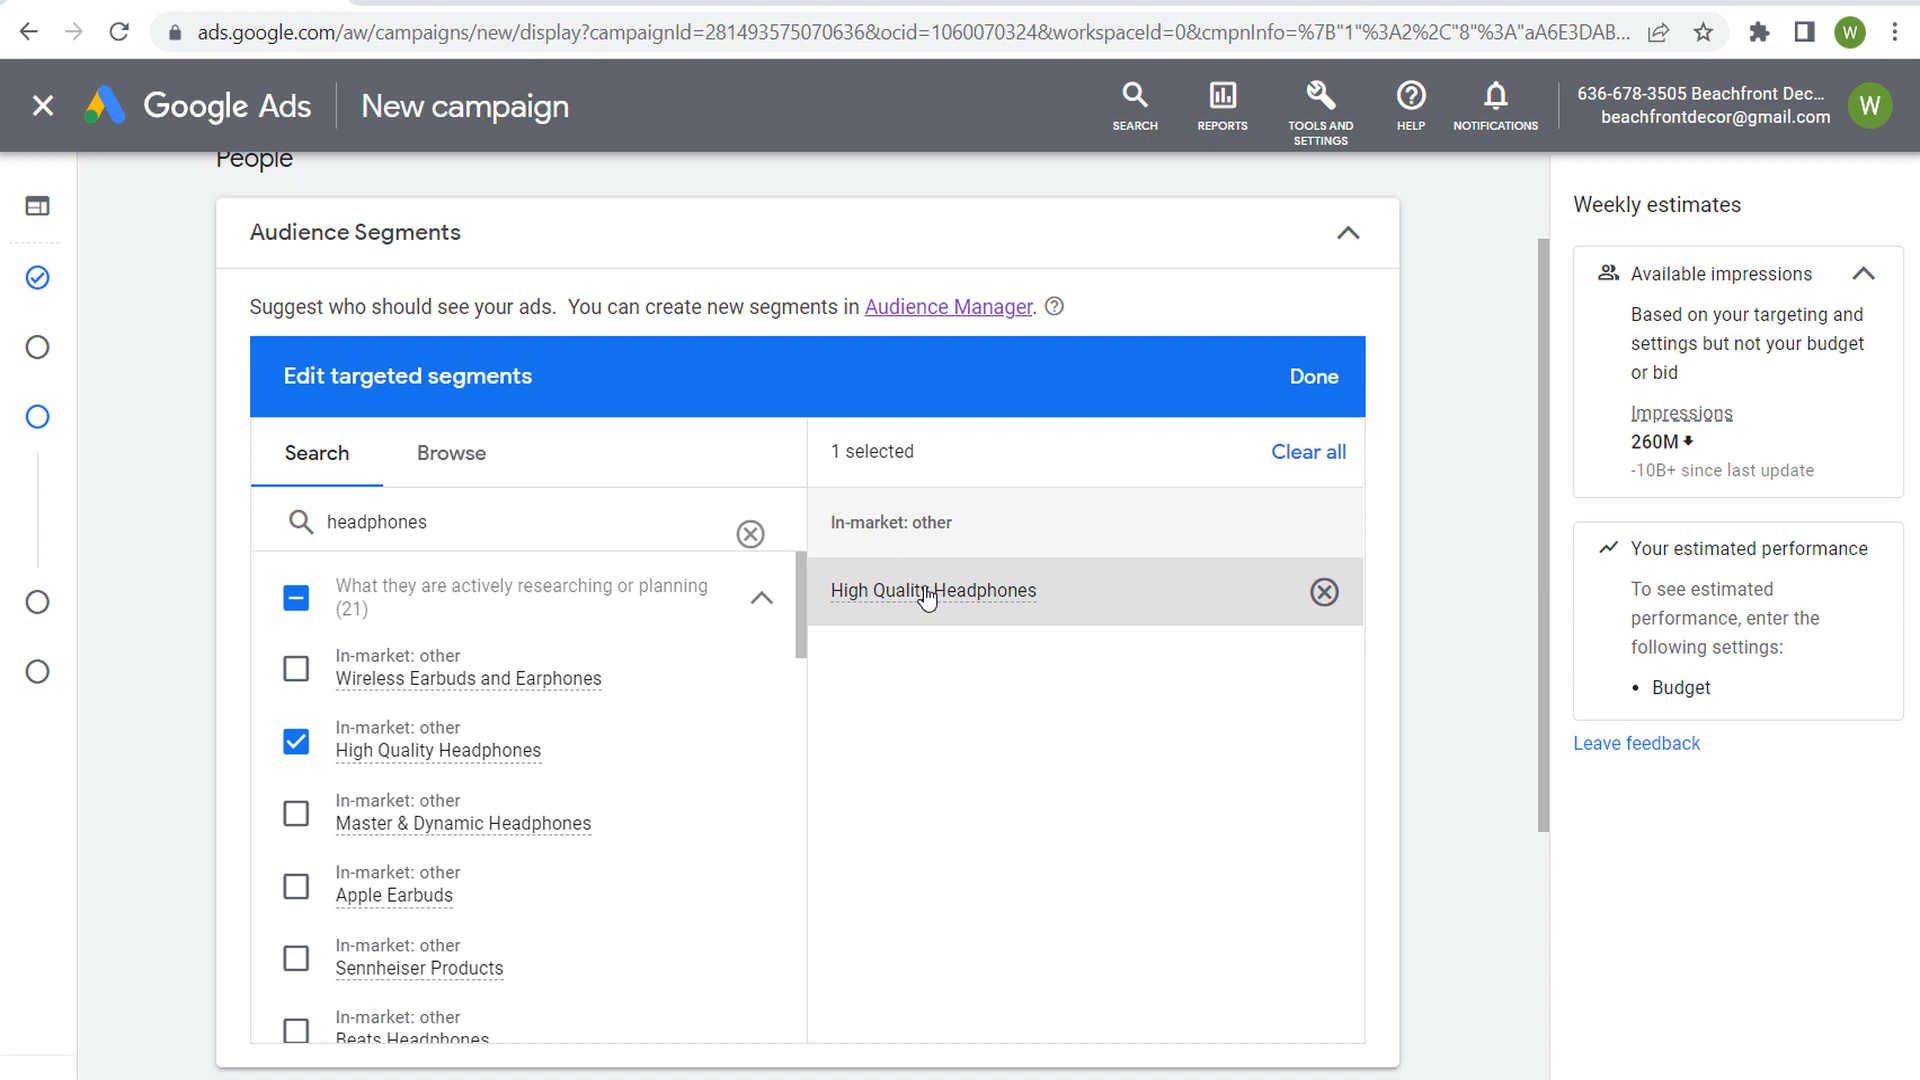 ads.google.com/aw/campaigns/new/display?campaignId=281493575070636&ocid=1060070324&workspaceId=0&cmpnInfo=%7B"1"%3A2%2C"8"%3A"aA6E3DAB...
W
Google Ads
New campaign
SEARCH
REPORTS
TOOLS AND
SETTINGS
HELP
NOTIFICATIONS
636-678-3505 Beachfront Dec...
beachfrontdecor@gmail.com
W
People
Audience Segments
Suggest who should see your ads. You can create new segments in Audience Manager.
Edit targeted segments
Done
Search
Browse
headphones
What they are actively researching or planning
(21)
In-market: other
Wireless Earbuds and Earphones
In-market: other
High Quality Headphones
In-market: other
Master & Dynamic Headphones
In-market: other
Apple Earbuds
In-market: other
Sennheiser Products
In-market: other
Beats Headphones
1 selected
Clear all
In-market: other
High Quality Headphones
Weekly estimates
Available impressions
Based on your targeting and
settings but not your budget
or bid
Impressions
260M
-10B+ since last update
Your estimated performance
To see estimated
performance, enter the
following settings:
• Budget
Leave feedback